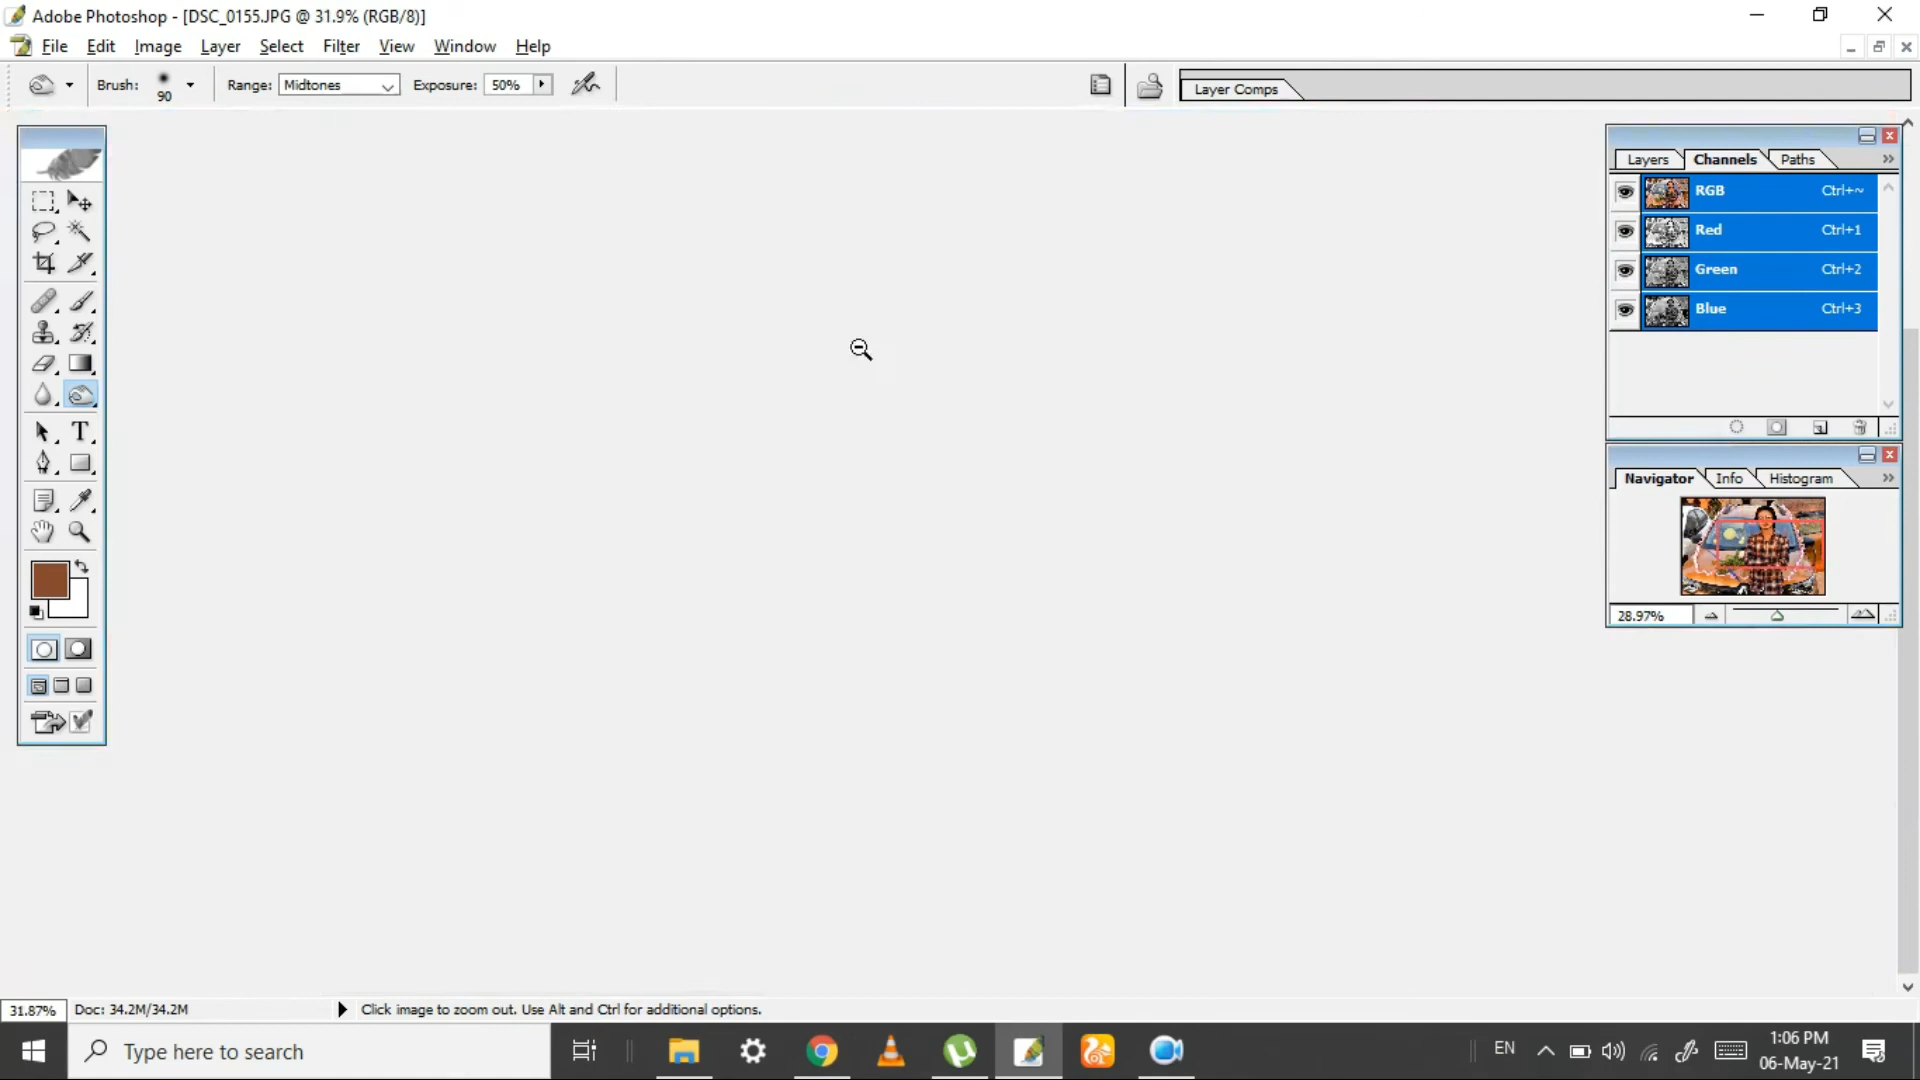 Adobe Photoshop - [DSC_0155.JPG @ 31.9% (RGB/8)]
File Edit Image Layer Select Filter View Window Help
Brush: 90 Range: Midtones Exposure: 50% Layer Comps
Layers Channels Paths
RGB Ctrl+~
Red Ctrl+1
Green Ctrl+2
Blue Ctrl+3
T
Navigator Info Histogram
28.97%
31.87% Doc: 34.2M/34.2M Click image to zoom out. Use Alt and Ctrl for additional options.
Type here to search
EN
1:06 PM
06-May-21